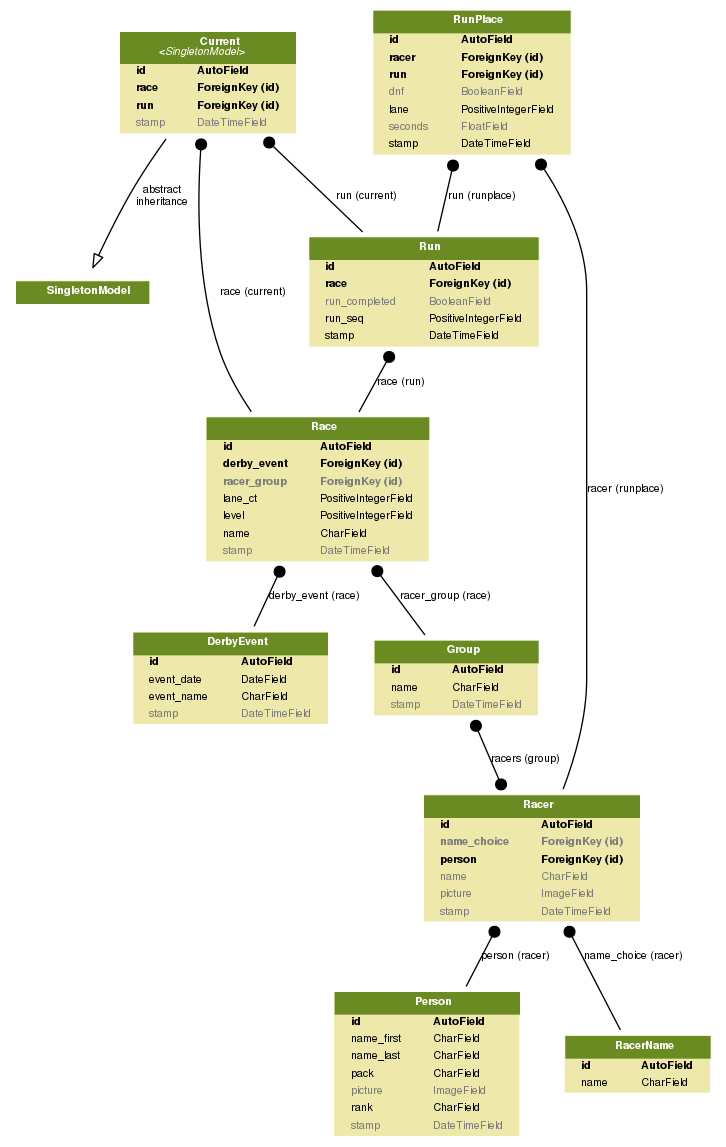 Current
<SingletonModel>
id AutoField
race ForeignKey (id)
run ForeignKey (id)
stamp DateTimeField
RunPlace
id AutoField
racer ForeignKey (id)
run ForeignKey (id)
dnf BooleanField
lane PositiveIntegerField
seconds FloatField
stamp DateTimeField
abstract
inheritance
run (current)
run (runplace)
SingletonModel
race (current)
Run
id AutoField
race ForeignKey (id)
run_completed BooleanField
run_seq PositiveIntegerField
stamp DateTimeField
race (run)
Race
id AutoField
derby_event ForeignKey (id)
racer_group ForeignKey (id)
lane_ct PositiveIntegerField
level PositiveIntegerField
name CharField
stamp DateTimeField
racer (runplace)
derby_event (race)
racer_group (race)
DerbyEvent
id AutoField
event_date DateField
event_name CharField
stamp DateTimeField
Group
id AutoField
name CharField
stamp DateTimeField
racers (group)
Racer
id AutoField
name_choice ForeignKey (id)
person ForeignKey (id)
name CharField
picture ImageField
stamp DateTimeField
person (racer)
name_choice (racer)
Person
id AutoField
name_first CharField
name_last CharField
pack CharField
picture ImageField
rank CharField
stamp DateTimeField
RacerName
id AutoField
name CharField